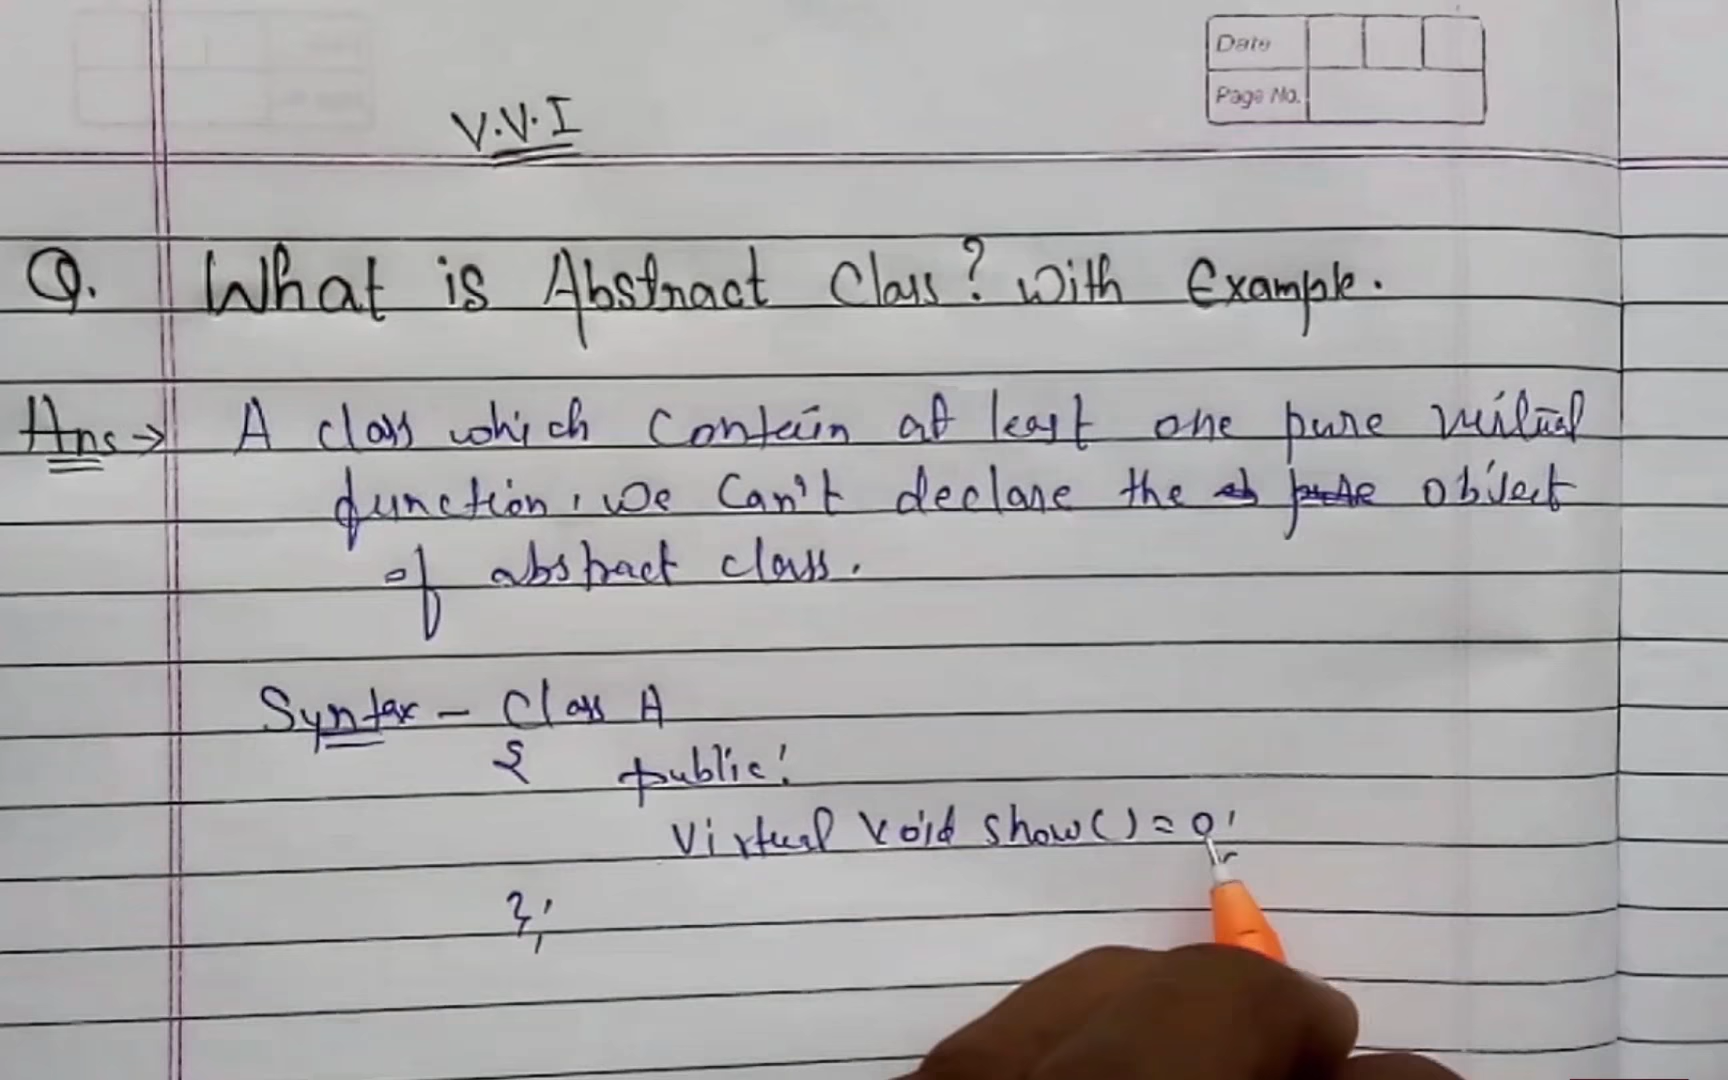 Date
Page No.
V.V.I
Q. What is Abstract Class? With Example.
Ans → A class which contain at least one pure virtual
function, we can't declare the object
of abstract class.
Syntax - Class A
{ public:
Virtual Void show() = 0;
};